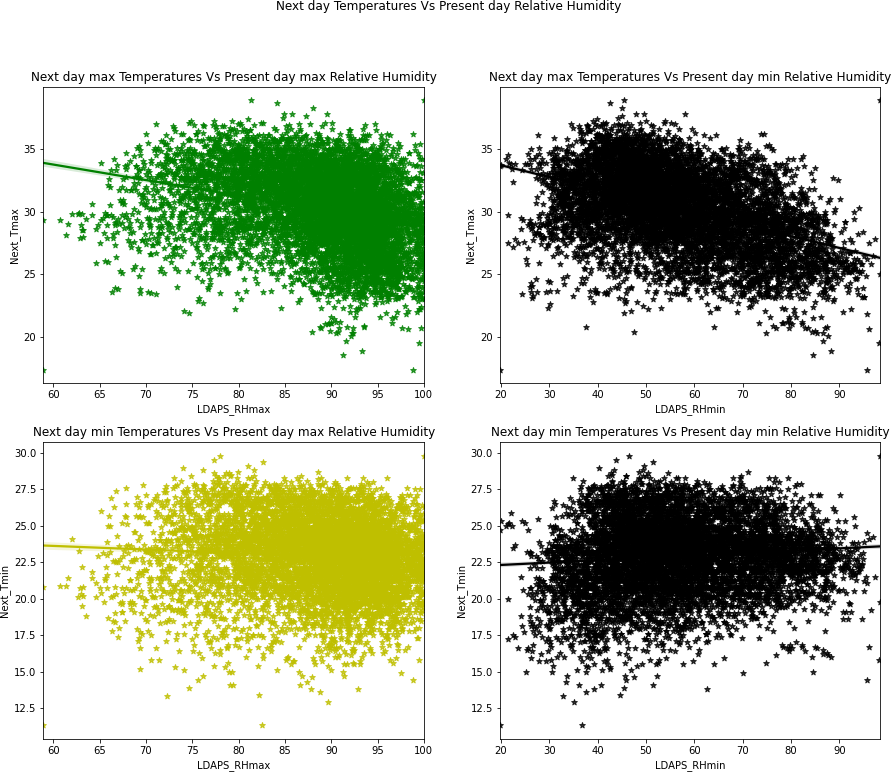 Next day Temperatures Vs Present day Relative Humidity
Next day max Temperatures Vs Present day max Relative Humidity
35
30
25
20
Next_Tmax
60 65 70 75 80 85 90 95 100
LDAPS_RHmax
Next day max Temperatures Vs Present day min Relative Humidity
35
30
25
20
Next_Tmax
20 30 40 50 60 70 80 90
LDAPS_RHmin
Next day min Temperatures Vs Present day max Relative Humidity
30.0
27.5
25.0
22.5
20.0
17.5
15.0
12.5
Next_Tmin
60 65 70 75 80 85 90 95 100
LDAPS_RHmax
Next day min Temperatures Vs Present day min Relative Humidity
30.0
27.5
25.0
22.5
20.0
17.5
15.0
12.5
Next_Tmin
20 30 40 50 60 70 80 90
LDAPS_RHmin